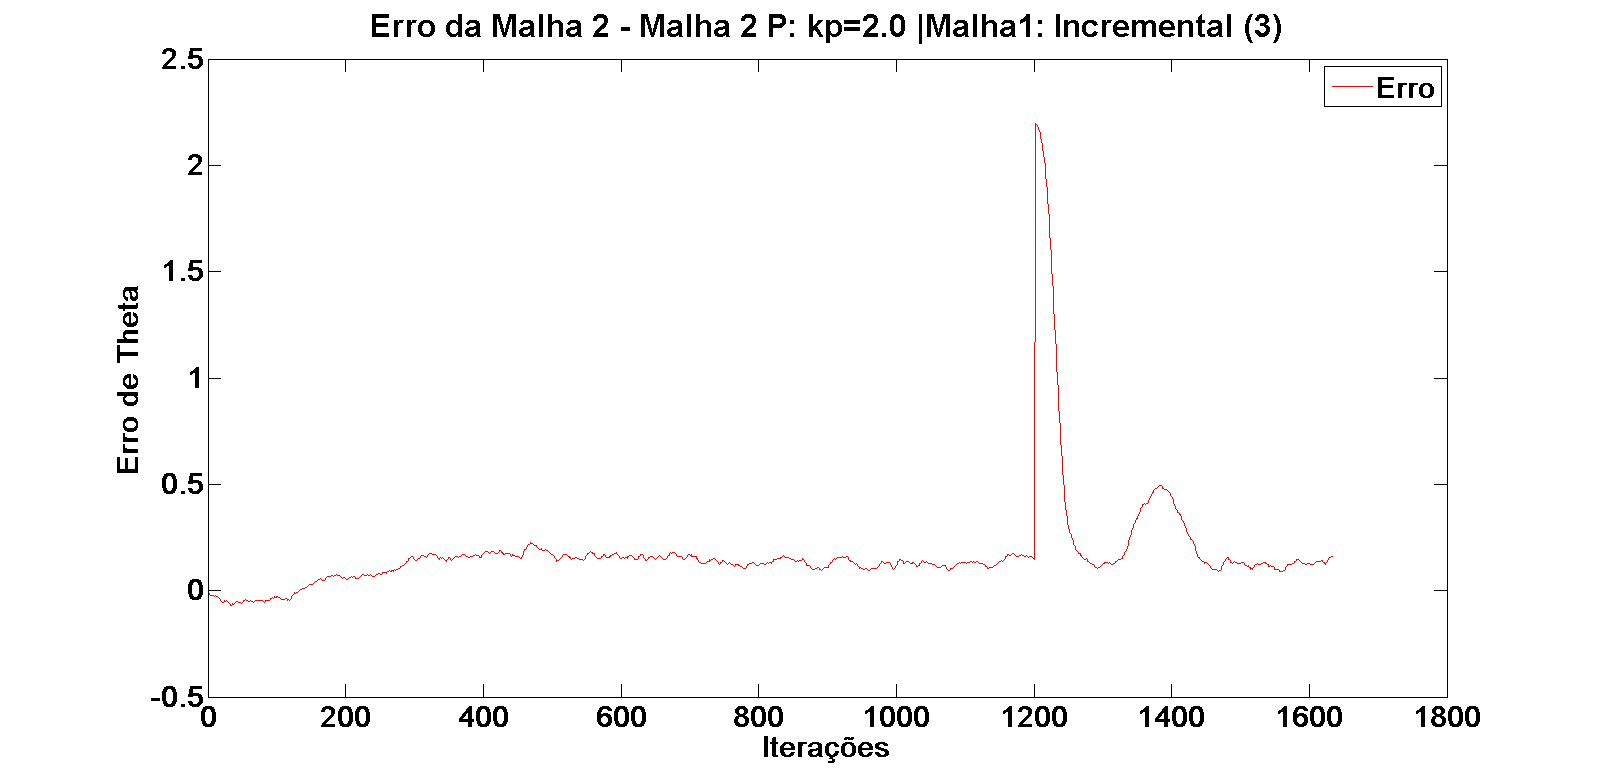 Erro da Malha 2 - Malha 2 P: kp=2.0 |Malha1: Incremental (3)
Erro
2.5
2
1.5
1
0.5
0
-0.5
Erro de Theta
0 200 400 600 800 1000 1200 1400 1600 1800
Iterações